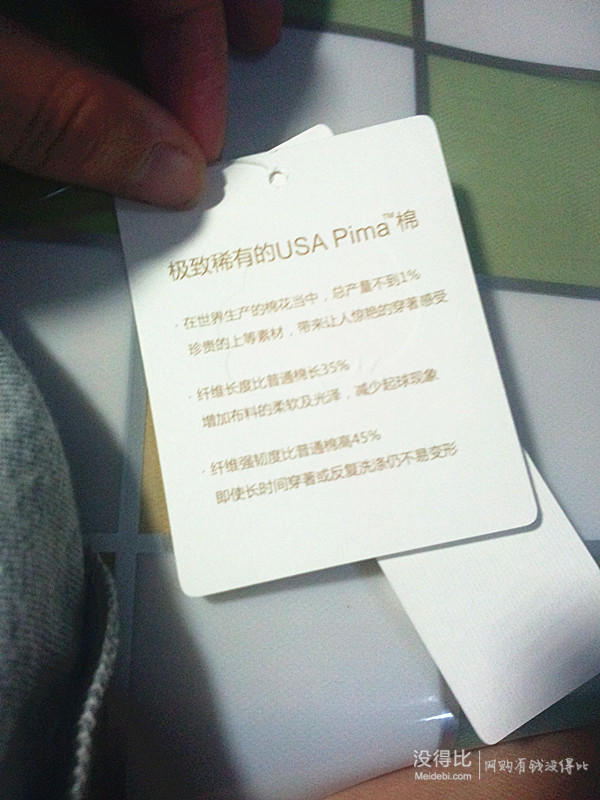 极致稀有的USA Pima™棉
· 在世界生产的棉花当中，总产量不到1%
珍贵的上等素材，带来让人惊艳的穿著感受
· 纤维长度比普通棉长35%
增加布料的柔软及光泽，减少起球现象
· 纤维强韧度比普通棉高45%
即使长时间穿著或反复洗涤仍不易变形
没得比
Meidebi.com
网购有钱没得比